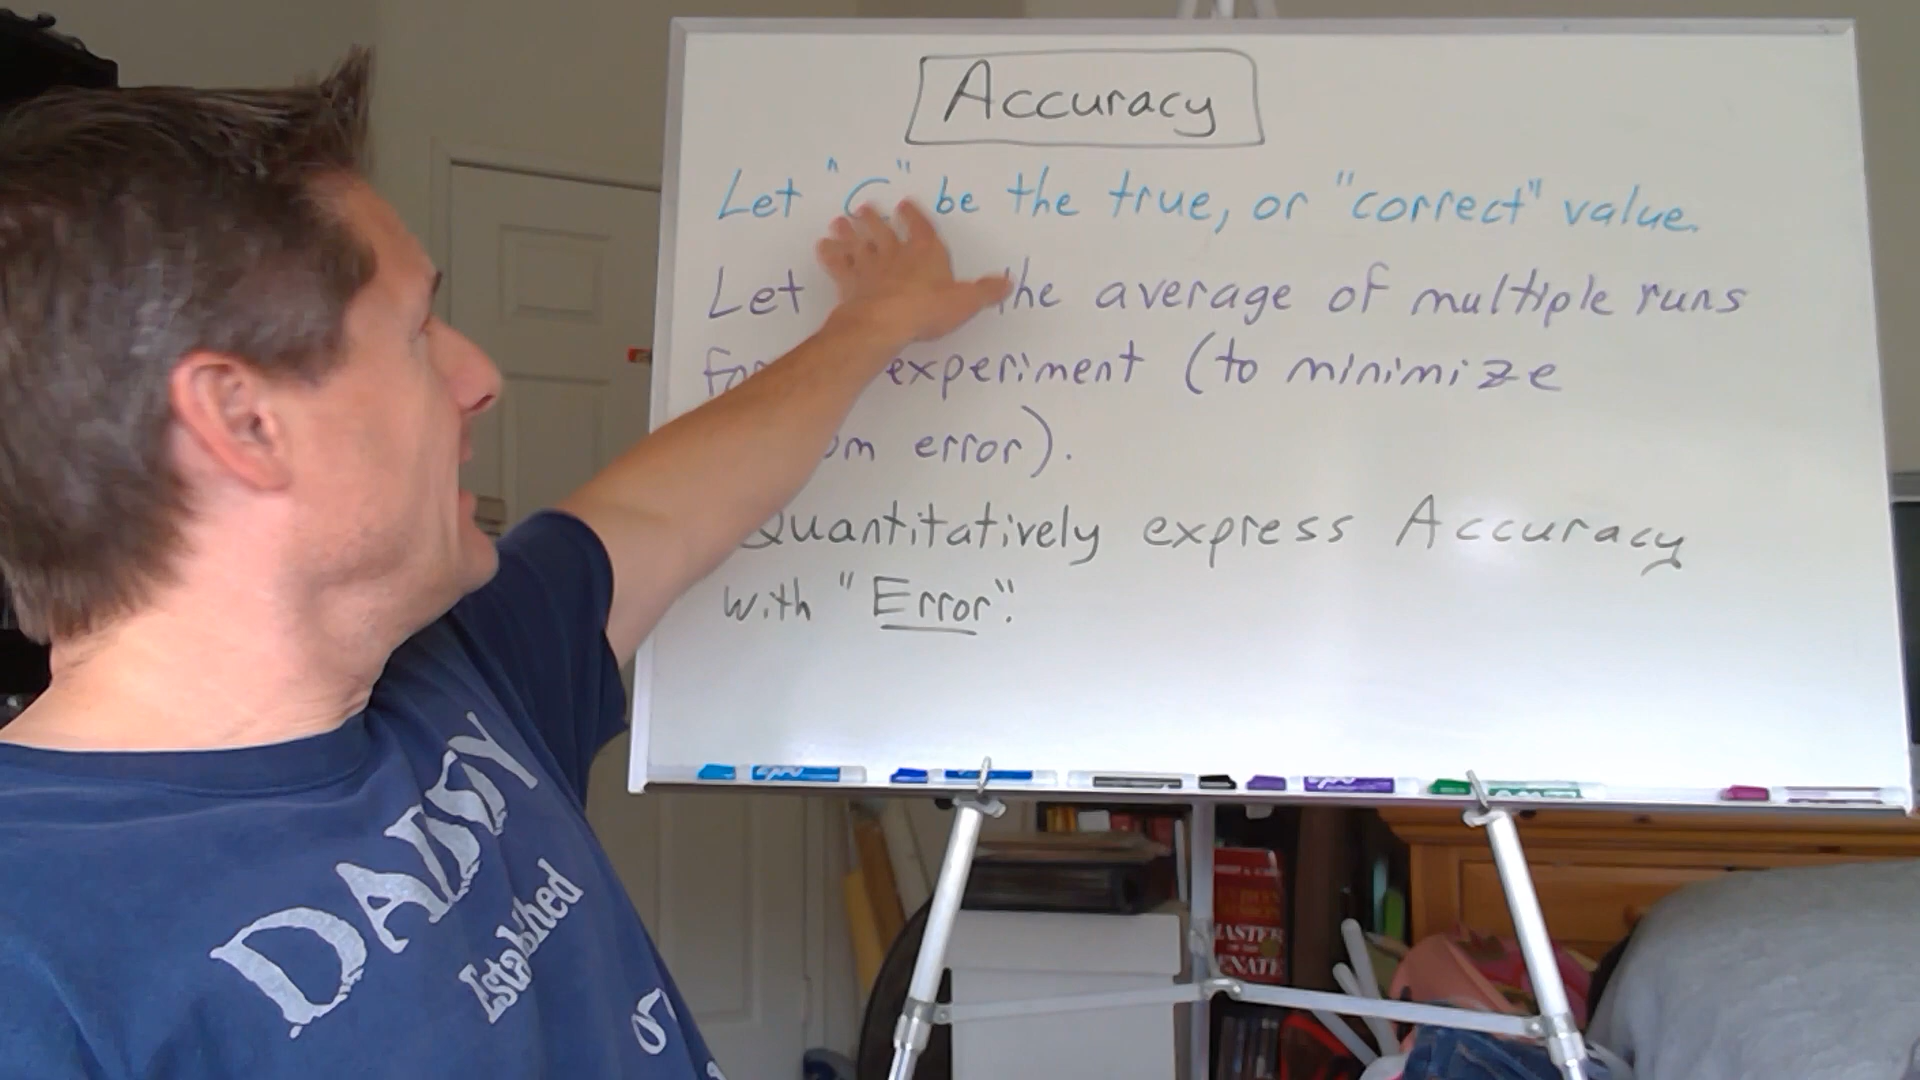 Accuracy
Let "C" be the true, or "correct" value.
Let the average of multiple runs
experiment (to minimize
error).
Quantitatively express Accuracy
with "Error".
DADDY
Established